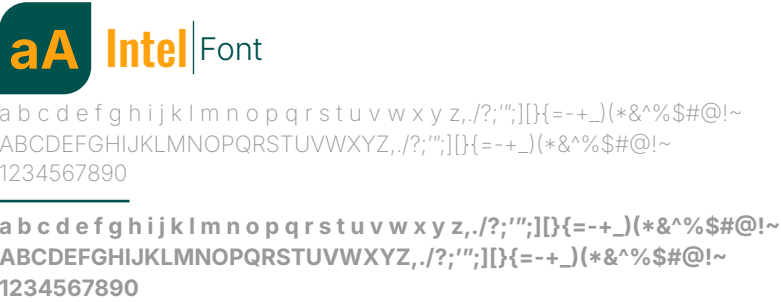 aA Intel Font
a b c d e f g h i j k l m n o p q r s t u v w x y z,./?;’”;][}{=-+_)(*&^%$#@!~
ABCDEFGHIJKLMNOPQRSTUVWXYZ,./?;’”;][}{=-+_)(*&^%$#@!~
1234567890
a b c d e f g h i j k l m n o p q r s t u v w x y z,./?;’”;][}{=-+_)(*&^%$#@!~
ABCDEFGHIJKLMNOPQRSTUVWXYZ,./?;’”;][}{=-+_)(*&^%$#@!~
1234567890